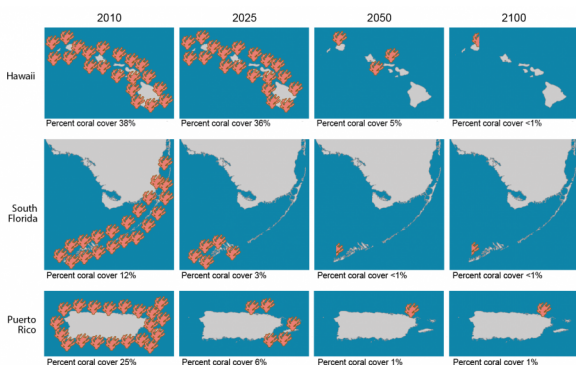 2010 2025 2050 2100
Hawaii
Percent coral cover 38% Percent coral cover 36% Percent coral cover 5% Percent coral cover <1%
South
Florida
Percent coral cover 12% Percent coral cover 3% Percent coral cover <1% Percent coral cover <1%
Puerto
Rico
Percent coral cover 25% Percent coral cover 6% Percent coral cover 1% Percent coral cover 1%